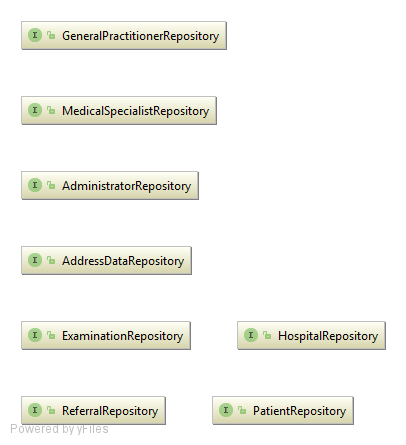 I GeneralPractitionerRepository
I MedicalSpecialistRepository
I AdministratorRepository
I AddressDataRepository
I ExaminationRepository
I HospitalRepository
I ReferralRepository
I PatientRepository
Powered by yFiles